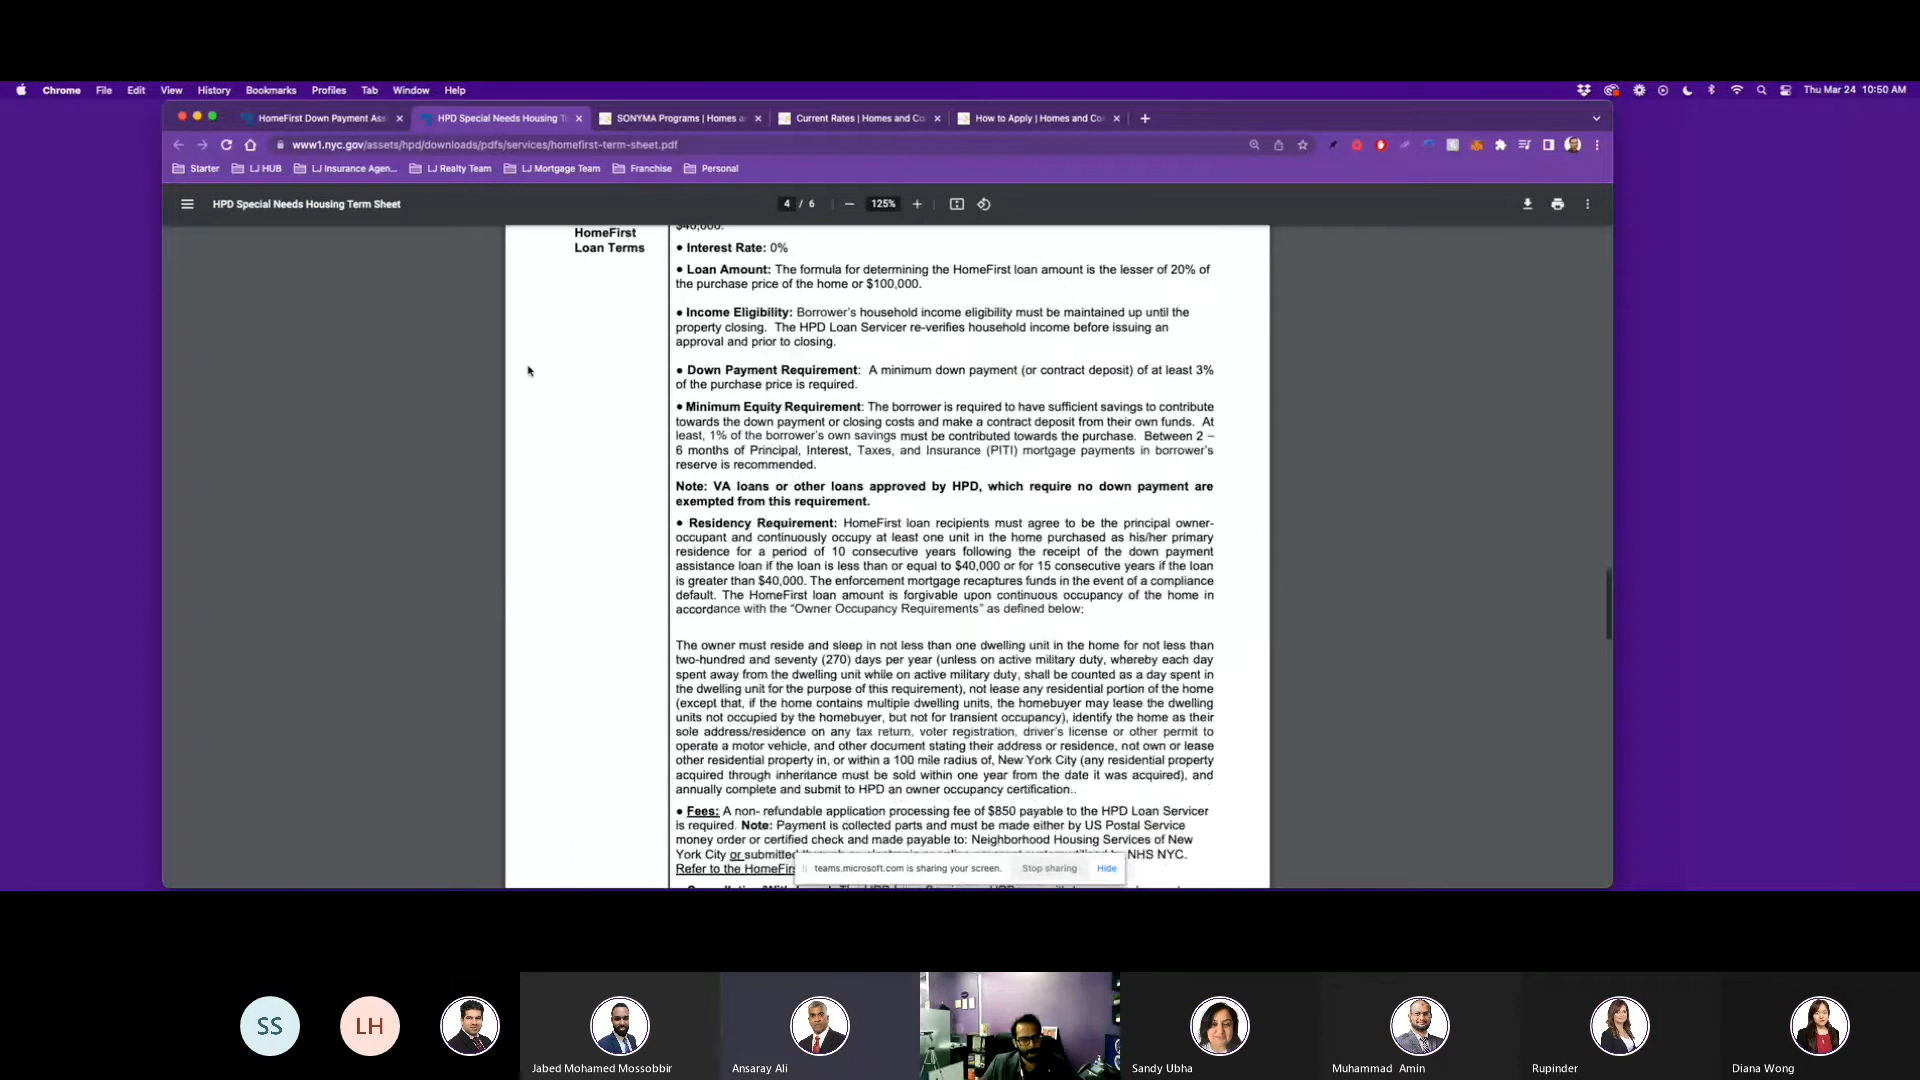 Chrome File Edit View History Bookmarks Profiles Tab Window Help Thu Mar 24 10:50 AM
HomeFirst Down Payment Ass HPD Special Needs Housing T SONYMA Programs | Homes a Current Rates | Homes and Co How to Apply | Homes and Co
www1.nyc.gov/assets/hpd/downloads/pdfs/services/homefirst-term-sheet.pdf
Starter LJ HUB LJ Insurance Agen... LJ Realty Team LJ Mortgage Team Franchise Personal
HPD Special Needs Housing Term Sheet 4 / 6 125%
$40,000.
HomeFirst
Loan Terms
• Interest Rate: 0%
• Loan Amount: The formula for determining the HomeFirst loan amount is the lesser of 20% of
the purchase price of the home or $100,000.
• Income Eligibility: Borrower's household income eligibility must be maintained up until the
property closing. The HPD Loan Servicer re-verifies household income before issuing an
approval and prior to closing.
• Down Payment Requirement: A minimum down payment (or contract deposit) of at least 3%
of the purchase price is required.
• Minimum Equity Requirement: The borrower is required to have sufficient savings to contribute
towards the down payment or closing costs and make a contract deposit from their own funds. At
least, 1% of the borrower's own savings must be contributed towards the purchase. Between 2 –
6 months of Principal, Interest, Taxes, and Insurance (PITI) mortgage payments in borrower's
reserve is recommended.
Note: VA loans or other loans approved by HPD, which require no down payment are
exempted from this requirement.
• Residency Requirement: HomeFirst loan recipients must agree to be the principal owner-
occupant and continuously occupy at least one unit in the home purchased as his/her primary
residence for a period of 10 consecutive years following the receipt of the down payment
assistance loan if the loan is less than or equal to $40,000 or for 15 consecutive years if the loan
is greater than $40,000. The enforcement mortgage recaptures funds in the event of a compliance
default. The HomeFirst loan amount is forgivable upon continuous occupancy of the home in
accordance with the "Owner Occupancy Requirements" as defined below:
The owner must reside and sleep in not less than one dwelling unit in the home for not less than
two-hundred and seventy (270) days per year (unless on active military duty, whereby each day
spent away from the dwelling unit while on active military duty, shall be counted as a day spent in
the dwelling unit for the purpose of this requirement), not lease any residential portion of the home
(except that, if the home contains multiple dwelling units, the homebuyer may lease the dwelling
units not occupied by the homebuyer, but not for transient occupancy), identify the home as their
sole address/residence on any tax return, voter registration, driver's license or other permit to
operate a motor vehicle, and other document stating their address or residence, not own or lease
other residential property in, or within a 100 mile radius of, New York City (any residential property
acquired through inheritance must be sold within one year from the date it was acquired), and
annually complete and submit to HPD an owner occupancy certification..
• Fees: A non- refundable application processing fee of $850 payable to the HPD Loan Servicer
is required. Note: Payment is collected parts and must be made either by US Postal Service
money order or certified check and made payable to: Neighborhood Housing Services of New
York City or submitted NHS NYC.
Refer to the HomeFirs
teams.microsoft.com is sharing your screen. Stop sharing Hide
SS LH
Jabed Mohamed Mossobbir Ansaray Ali Sandy Ubha Muhammad Amin Rupinder Diana Wong